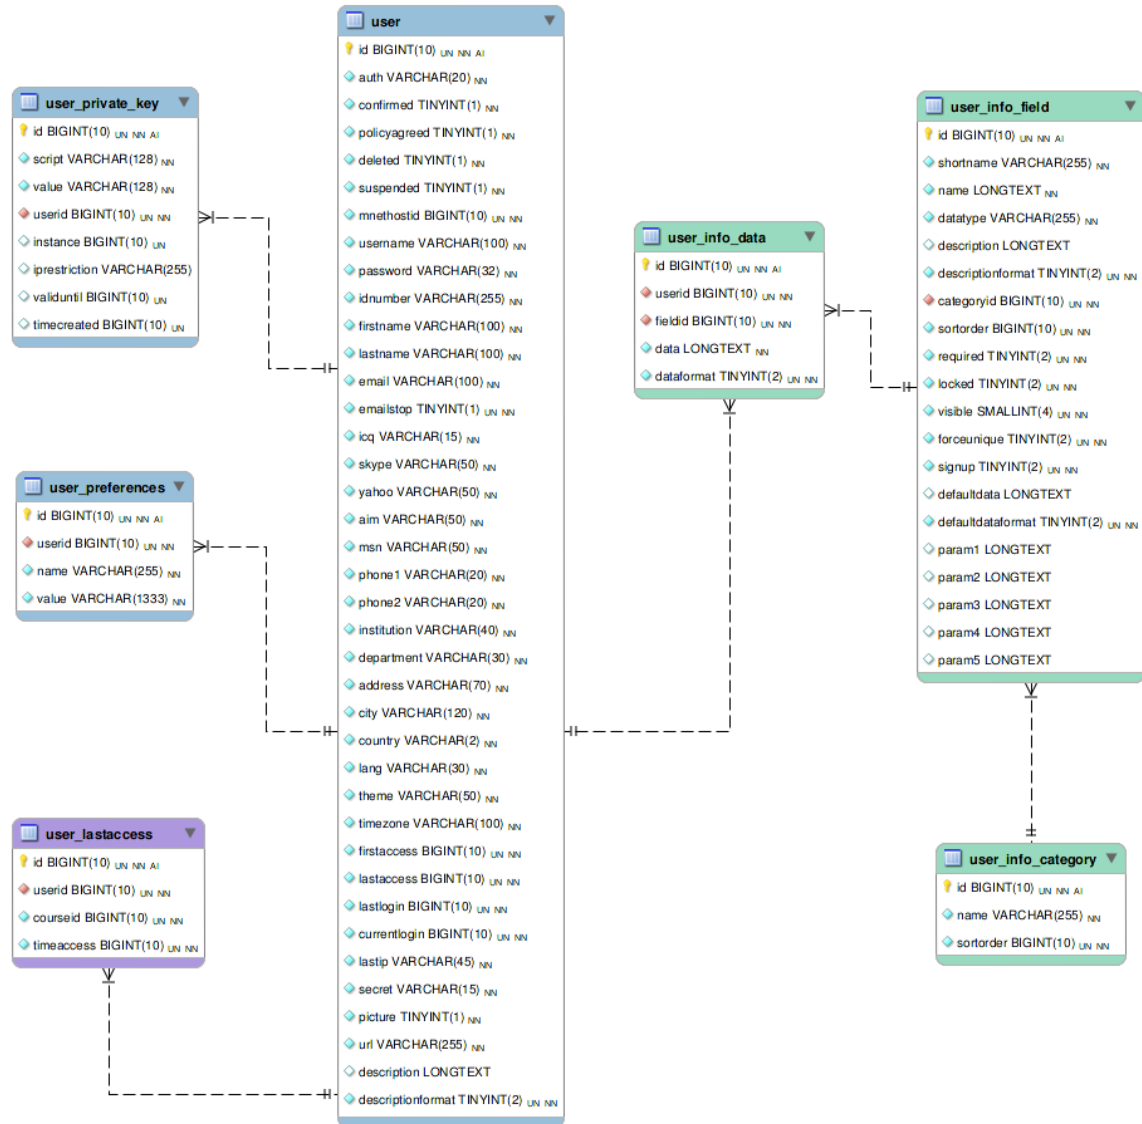 user
id BIGINT(10) UN NN AI
auth VARCHAR(20) NN
confirmed TINYINT(1) NN
policyagreed TINYINT(1) NN
deleted TINYINT(1) NN
suspended TINYINT(1) NN
mnethostid BIGINT(10) UN NN
username VARCHAR(100) NN
password VARCHAR(32) NN
idnumber VARCHAR(255) NN
firstname VARCHAR(100) NN
lastname VARCHAR(100) NN
email VARCHAR(100) NN
emailstop TINYINT(1) UN NN
icq VARCHAR(15) NN
skype VARCHAR(50) NN
yahoo VARCHAR(50) NN
aim VARCHAR(50) NN
msn VARCHAR(50) NN
phone1 VARCHAR(20) NN
phone2 VARCHAR(20) NN
institution VARCHAR(40) NN
department VARCHAR(30) NN
address VARCHAR(70) NN
city VARCHAR(120) NN
country VARCHAR(2) NN
lang VARCHAR(30) NN
theme VARCHAR(50) NN
timezone VARCHAR(100) NN
firstaccess BIGINT(10) UN NN
lastaccess BIGINT(10) UN NN
lastlogin BIGINT(10) UN NN
currentlogin BIGINT(10) UN NN
lastip VARCHAR(45) NN
secret VARCHAR(15) NN
picture TINYINT(1) NN
url VARCHAR(255) NN
description LONGTEXT
descriptionformat TINYINT(2) UN NN
user_private_key
id BIGINT(10) UN NN AI
script VARCHAR(128) NN
value VARCHAR(128) NN
userid BIGINT(10) UN NN
instance BIGINT(10) UN
iprestriction VARCHAR(255)
validuntil BIGINT(10) UN
timecreated BIGINT(10) UN
user_preferences
id BIGINT(10) UN NN AI
userid BIGINT(10) UN NN
name VARCHAR(255) NN
value VARCHAR(1333) NN
user_lastaccess
id BIGINT(10) UN NN AI
userid BIGINT(10) UN NN
courseid BIGINT(10) UN NN
timeaccess BIGINT(10) UN NN
user_info_data
id BIGINT(10) UN NN AI
userid BIGINT(10) UN NN
fieldid BIGINT(10) UN NN
data LONGTEXT NN
dataformat TINYINT(2) UN NN
user_info_field
id BIGINT(10) UN NN AI
shortname VARCHAR(255) NN
name LONGTEXT NN
datatype VARCHAR(255) NN
description LONGTEXT
descriptionformat TINYINT(2) UN NN
categoryid BIGINT(10) UN NN
sortorder BIGINT(10) UN NN
required TINYINT(2) UN NN
locked TINYINT(2) UN NN
visible SMALLINT(4) UN NN
forceunique TINYINT(2) UN NN
signup TINYINT(2) UN NN
defaultdata LONGTEXT
defaultdataformat TINYINT(2) UN NN
param1 LONGTEXT
param2 LONGTEXT
param3 LONGTEXT
param4 LONGTEXT
param5 LONGTEXT
user_info_category
id BIGINT(10) UN NN AI
name VARCHAR(255) NN
sortorder BIGINT(10) UN NN